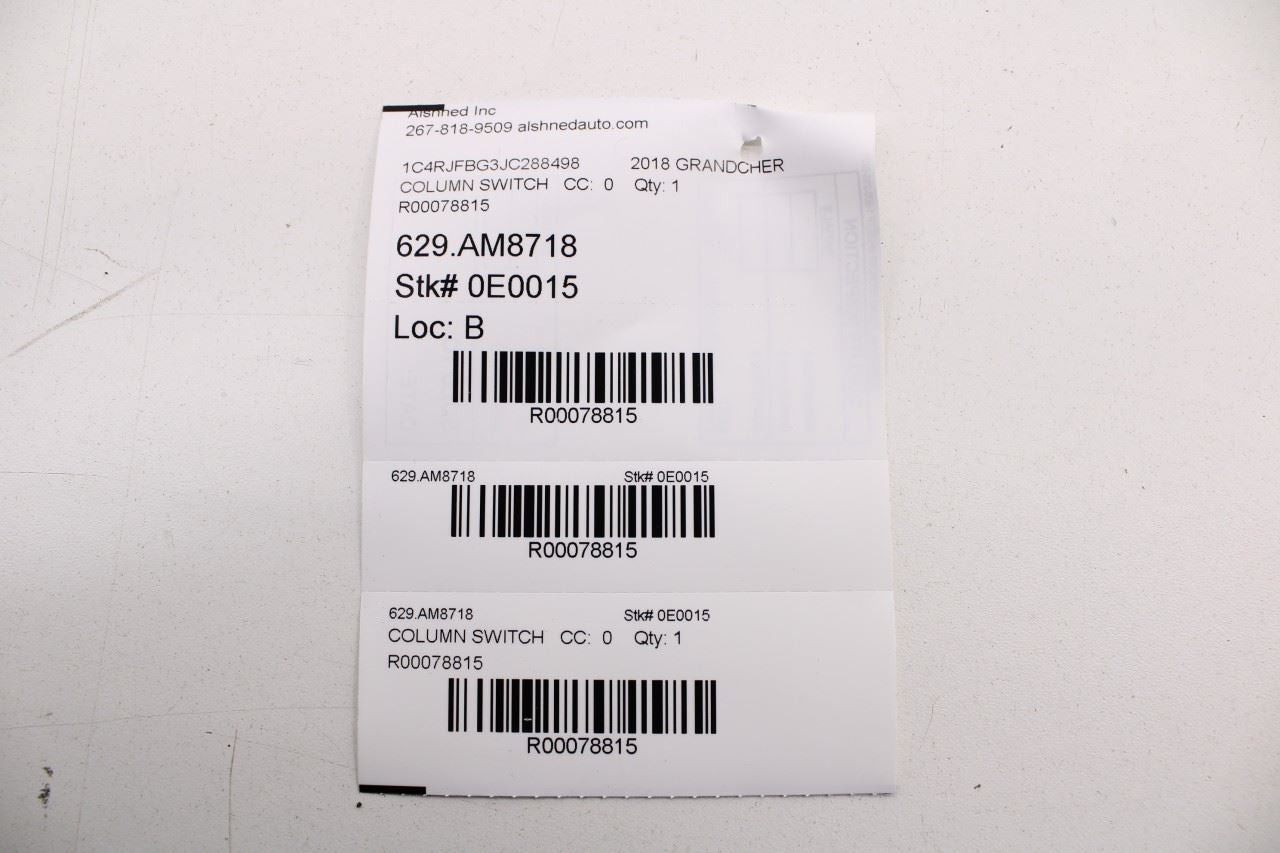 Alshned Inc
267-818-9509 alshnedauto.com
1C4RJFBG3JC288498 2018 GRANDCHER
COLUMN SWITCH CC: 0 Qty: 1
R00078815
629.AM8718
Stk# 0E0015
Loc: B
R00078815
629.AM8718 Stk# 0E0015
R00078815
629.AM8718 Stk# 0E0015
COLUMN SWITCH CC: 0 Qty: 1
R00078815
R00078815